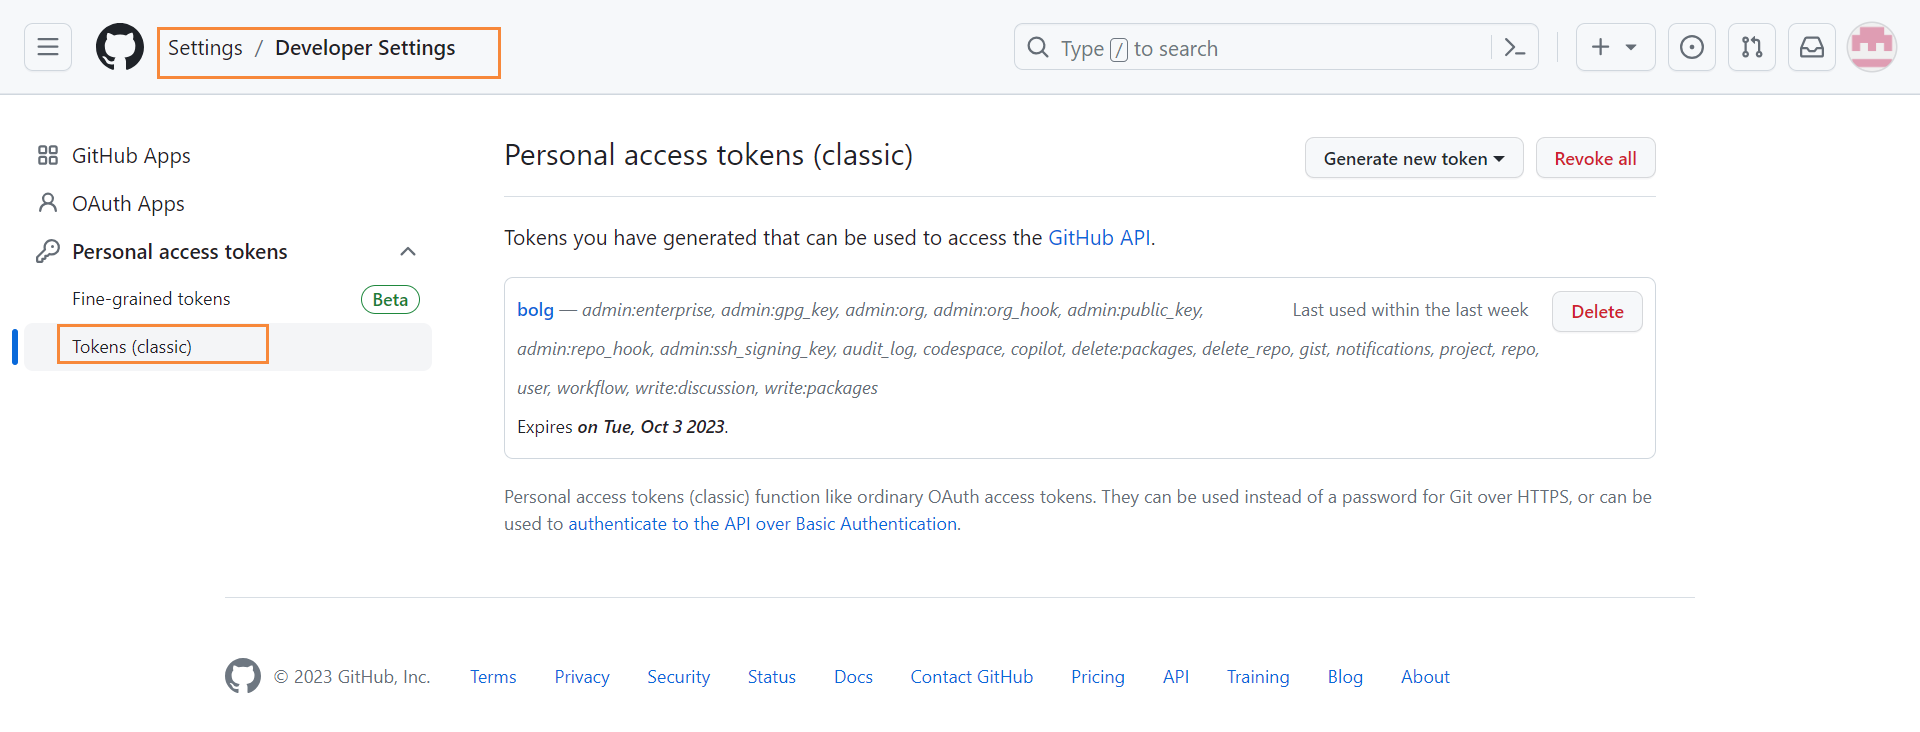 Settings / Developer Settings
Type / to search
GitHub Apps
OAuth Apps
Personal access tokens
Fine-grained tokens
Beta
Tokens (classic)
Personal access tokens (classic)
Generate new token
Revoke all
Tokens you have generated that can be used to access the GitHub API.
bolg — admin:enterprise, admin:gpg_key, admin:org, admin:org_hook, admin:public_key,
Last used within the last week
Delete
admin:repo_hook, admin:ssh_signing_key, audit_log, codespace, copilot, delete:packages, delete_repo, gist, notifications, project, repo,
user, workflow, write:discussion, write:packages
Expires on Tue, Oct 3 2023.
Personal access tokens (classic) function like ordinary OAuth access tokens. They can be used instead of a password for Git over HTTPS, or can be
used to authenticate to the API over Basic Authentication.
© 2023 GitHub, Inc.
Terms
Privacy
Security
Status
Docs
Contact GitHub
Pricing
API
Training
Blog
About